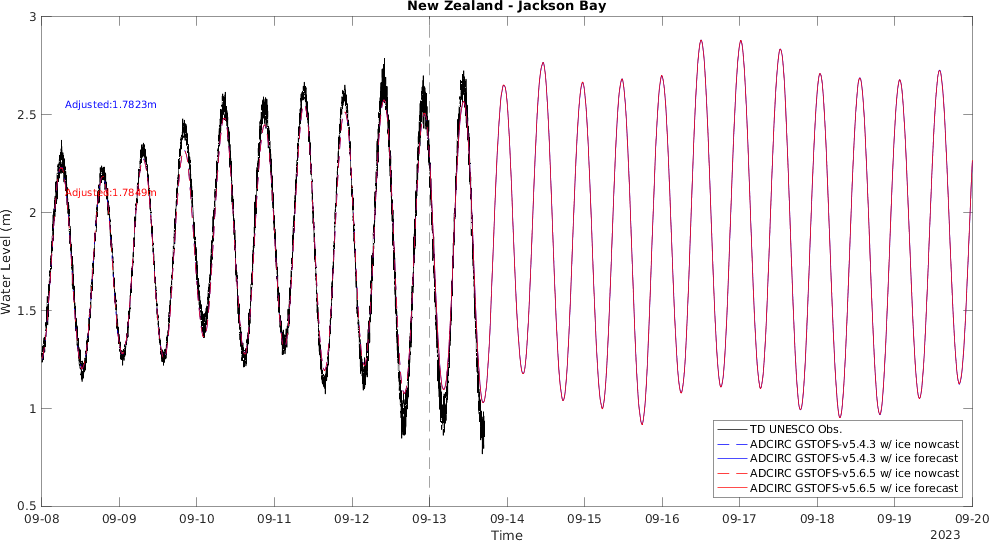 New Zealand - Jackson Bay
Water Level (m)
3
2.5
2
1.5
1
0.5
Adjusted:1.7823m
Adjusted:1.7849m
TD UNESCO Obs.
ADCIRC GSTOFS-v5.4.3 w/ ice nowcast
ADCIRC GSTOFS-v5.4.3 w/ ice forecast
ADCIRC GSTOFS-v5.6.5 w/ ice nowcast
ADCIRC GSTOFS-v5.6.5 w/ ice forecast
09-08 09-09 09-10 09-11 09-12 09-13 09-14 09-15 09-16 09-17 09-18 09-19 09-20
Time
2023